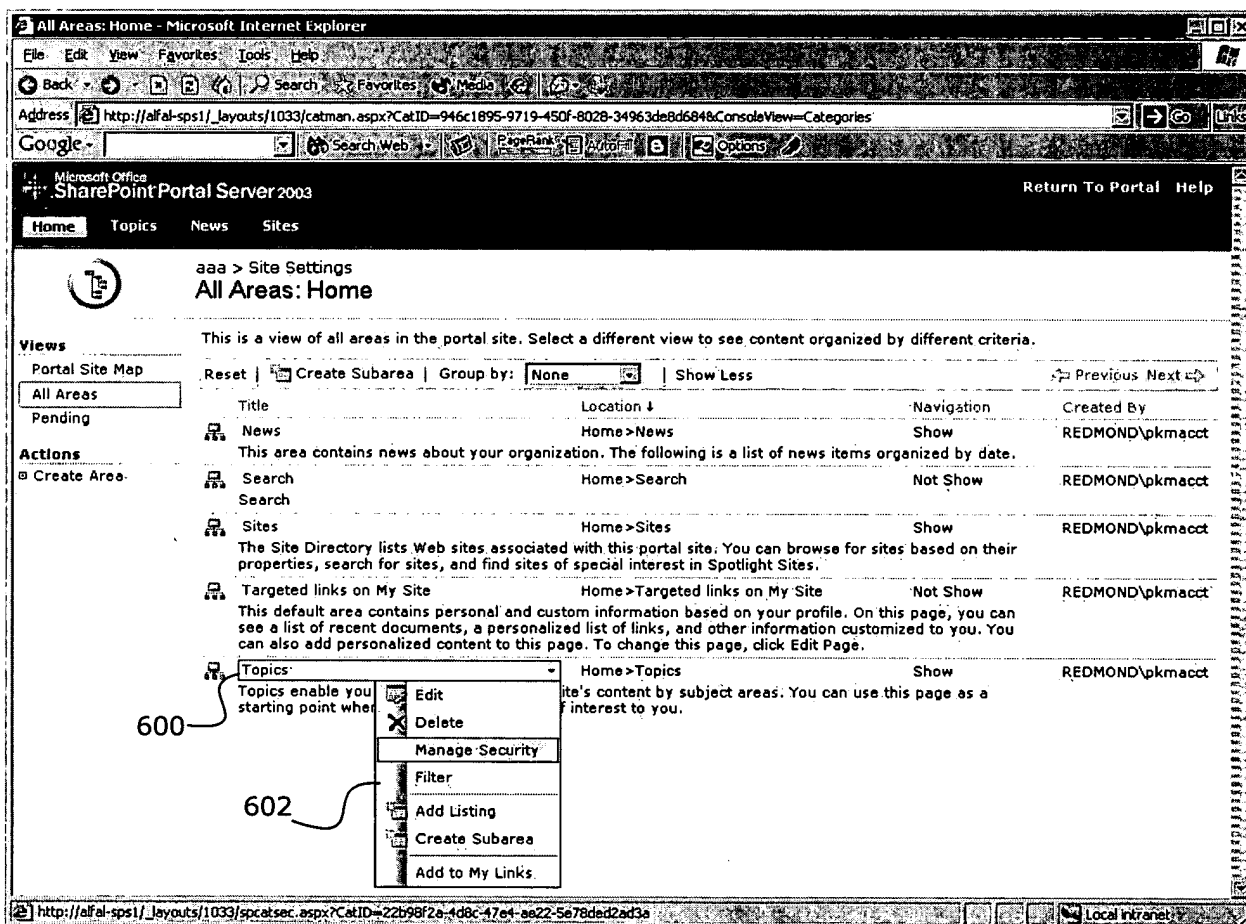 All Areas: Home - Microsoft Internet Explorer
File Edit View Favorites Tools Help
Back Search Favorites Media
Address http://alfal-sps1/_layouts/1033/catman.aspx?CatID=946c1895-9719-450f-8028-34963de8d684&ConsoleView=Categories Go Links
Google Search Web PageRank AutoFill Options
Microsoft Office
SharePoint Portal Server 2003 Return To Portal Help
Home Topics News Sites
aaa > Site Settings
All Areas: Home
This is a view of all areas in the portal site. Select a different view to see content organized by different criteria.
Views
Portal Site Map
All Areas
Pending
Actions
Create Area
Reset | Create Subarea | Group by: None | Show Less Previous Next
Title Location ↓ Navigation Created By
News Home>News Show REDMOND\pkmacct
This area contains news about your organization. The following is a list of news items organized by date.
Search Home>Search Not Show REDMOND\pkmacct
Search
Sites Home>Sites Show REDMOND\pkmacct
The Site Directory lists Web sites associated with this portal site. You can browse for sites based on their
properties, search for sites, and find sites of special interest in Spotlight Sites.
Targeted links on My Site Home>Targeted links on My Site Not Show REDMOND\pkmacct
This default area contains personal and custom information based on your profile. On this page, you can
see a list of recent documents, a personalized list of links, and other information customized to you. You
can also add personalized content to this page. To change this page, click Edit Page.
Topics Home>Topics Show REDMOND\pkmacct
Topics enable you ite's content by subject areas. You can use this page as a
starting point when f interest to you.
600
Edit
Delete
Manage Security
Filter
602
Add Listing
Create Subarea
Add to My Links
http://alfal-sps1/_layouts/1033/spcatsec.aspx?CatID=22b98f2a-4d8c-47e4-ae22-5e78ded2ad3a Local intranet